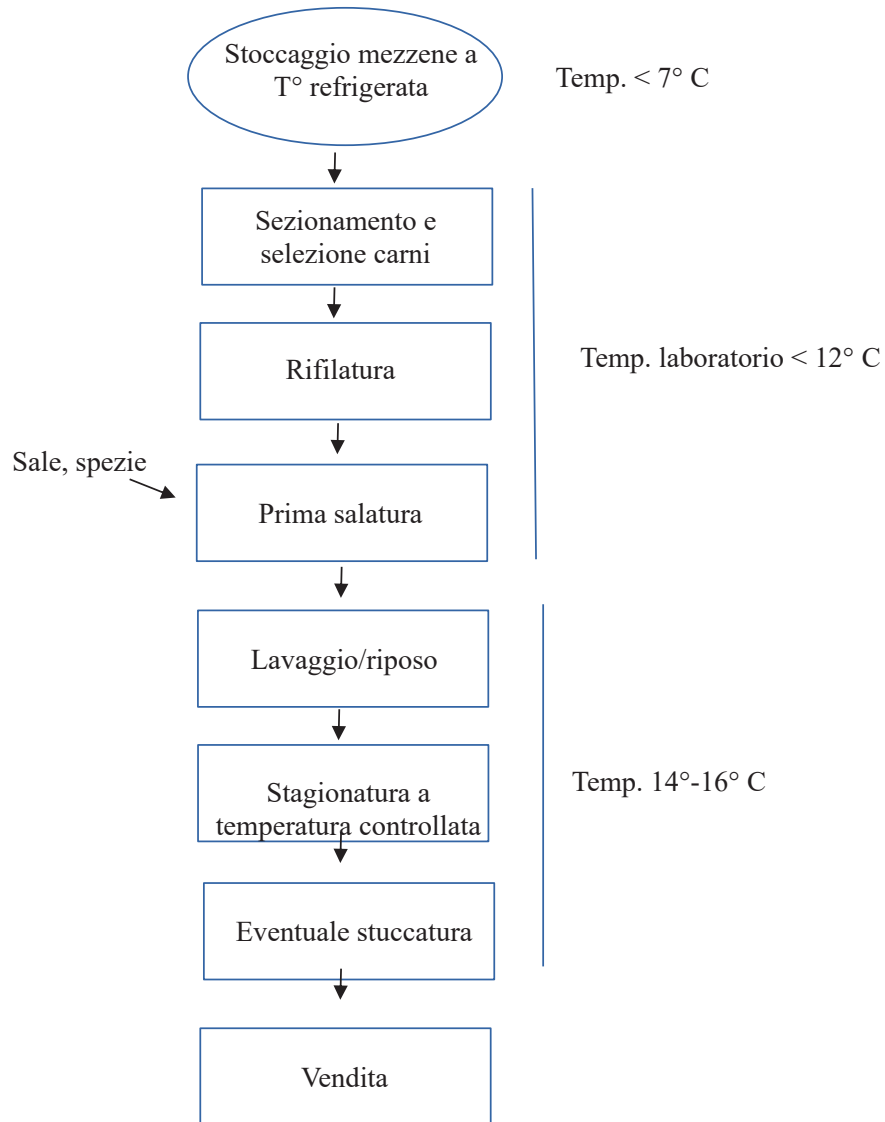 Stoccaggio mezzene a
T° refrigerata
Temp. < 7° C
Sezionamento e
selezione carni
Rifilatura
Temp. laboratorio < 12° C
Sale, spezie
Prima salatura
Lavaggio/riposo
Stagionatura a
temperatura controllata
Temp. 14°-16° C
Eventuale stuccatura
Vendita